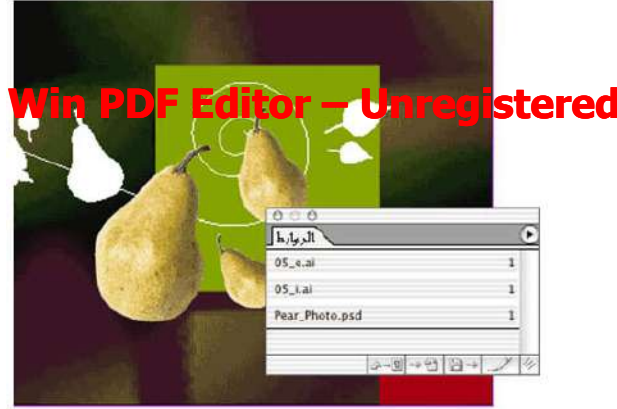 Win PDF Editor – Unregistered
الروابط
05_e.ai 1
05_i.ai 1
Pear_Photo.psd 1